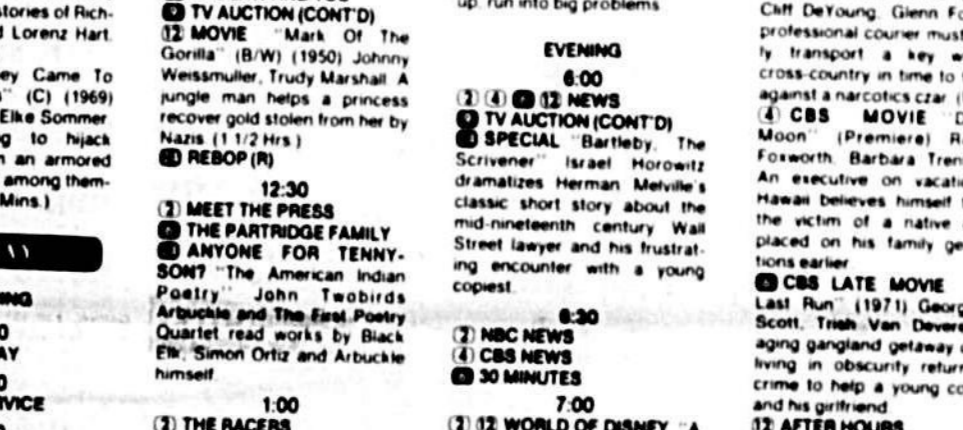 stories of Rich-
Lorenz Hart.
ey Came To
(C) (1969)
Elke Sommer
ng to hijack
an armored
among them-
Mins.)
NG
0
AY
0
VICE
TV AUCTION (CONT'D)
12 MOVIE "Mark Of The
Gorilla" (B/W) (1950) Johnny
Weissmuller, Trudy Marshall. A
jungle man helps a princess
recover gold stolen from her by
Nazis. (1 1/2 Hrs.)
REBOP (R)
12:30
2 MEET THE PRESS
THE PARTRIDGE FAMILY
ANYONE FOR TENNY-
SON? "The American Indian
Poetry" John Twobirds
Arbuckle and The First Poetry
Quartet read works by Black
Elk, Simon Ortiz and Arbuckle
himself.
1:00
2 THE RACERS
up, run into big problems.
EVENING
6:00
2 4 12 NEWS
TV AUCTION (CONT'D)
SPECIAL "Bartleby, The
Scrivener" Israel Horowitz
dramatizes Herman Melville's
classic short story about the
mid-nineteenth century Wall
Street lawyer and his frustrat-
ing encounter with a young
copiest.
6:30
2 NBC NEWS
4 CBS NEWS
30 MINUTES
7:00
2 12 WORLD OF DISNEY "A
Cliff DeYoung, Glenn Fo
professional courier must
ly transport a key w
cross-country in time to
against a narcotics czar. (
4 CBS MOVIE "D
Moon" (Premiere) R
Foxworth, Barbara Tren
An executive on vacati
Hawaii believes himself
the victim of a native
placed on his family ge
tions earlier.
CBS LATE MOVIE
Last Run" (1971) Georg
Scott, Trish Van Devere
aging gangland getaway
living in obscurity return
crime to help a young co
and his girlfriend.
12 AFTER HOURS